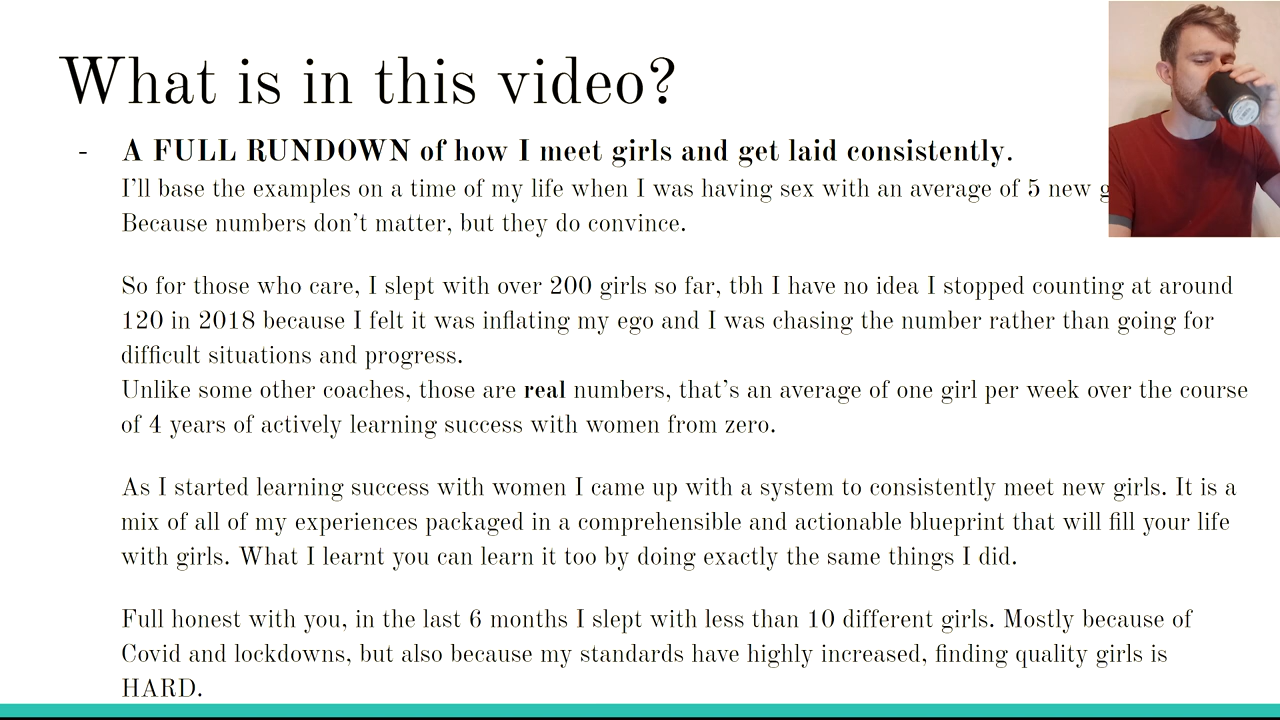 What is in this video?
- A FULL RUNDOWN of how I meet girls and get laid consistently.
I'll base the examples on a time of my life when I was having sex with an average of 5 new
Because numbers don't matter, but they do convince.
So for those who care, I slept with over 200 girls so far, tbh I have no idea I stopped counting at around
120 in 2018 because I felt it was inflating my ego and I was chasing the number rather than going for
difficult situations and progress.
Unlike some other coaches, those are real numbers, that's an average of one girl per week over the course
of 4 years of actively learning success with women from zero.
As I started learning success with women I came up with a system to consistently meet new girls. It is a
mix of all of my experiences packaged in a comprehensible and actionable blueprint that will fill your life
with girls. What I learnt you can learn it too by doing exactly the same things I did.
Full honest with you, in the last 6 months I slept with less than 10 different girls. Mostly because of
Covid and lockdowns, but also because my standards have highly increased, finding quality girls is
HARD.